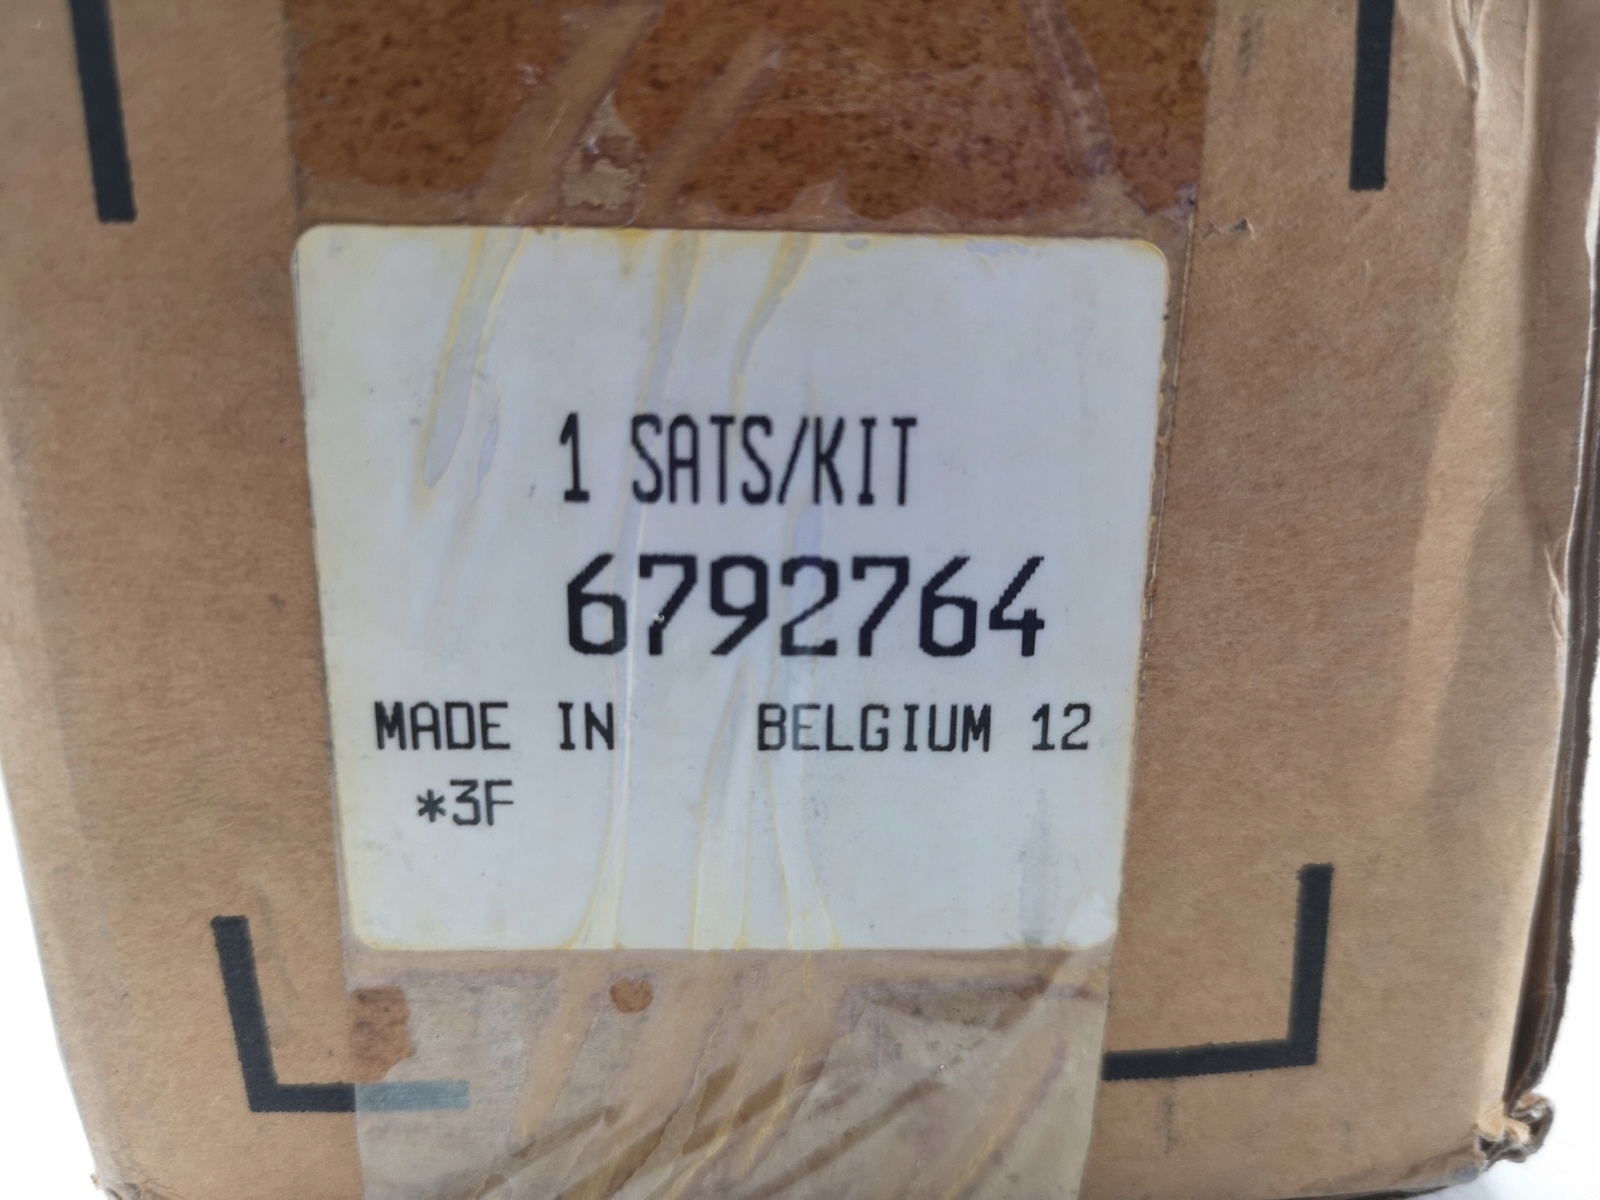 1 SATS/KIT
6792764
MADE IN BELGIUM 12
*3F